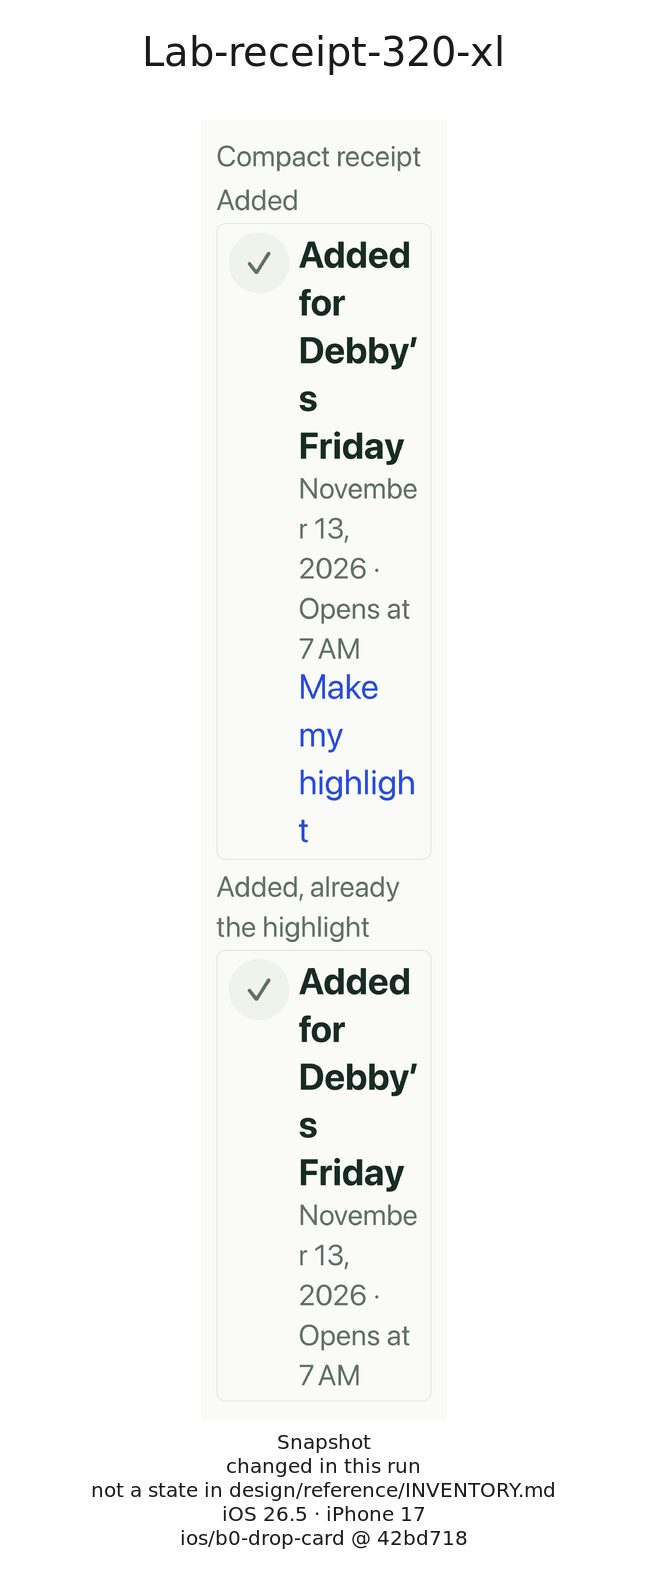 Lab-receipt-320-xl
Compact receipt
Added
Added
for
Debby’
s
Friday
Novembe
r 13,
2026 ·
Opens at
7 AM
Make
my
highligh
t
Added, already
the highlight
Added
for
Debby’
s
Friday
Novembe
r 13,
2026 ·
Opens at
7 AM
Snapshot
changed in this run
not a state in design/reference/INVENTORY.md
iOS 26.5 · iPhone 17
ios/b0-drop-card @ 42bd718